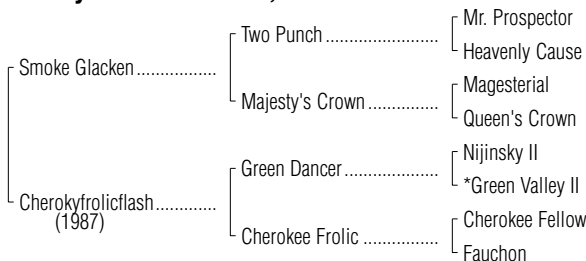 Mr. Prospector
Two Punch ......................
Heavenly Cause
Smoke Glacken................
Magesterial
Majesty's Crown ..............
Queen's Crown
Nijinsky II
Green Dancer...................
*Green Valley II
Cherokyfrolicflash............
(1987)
Cherokee Fellow
Cherokee Frolic ...............
Fauchon